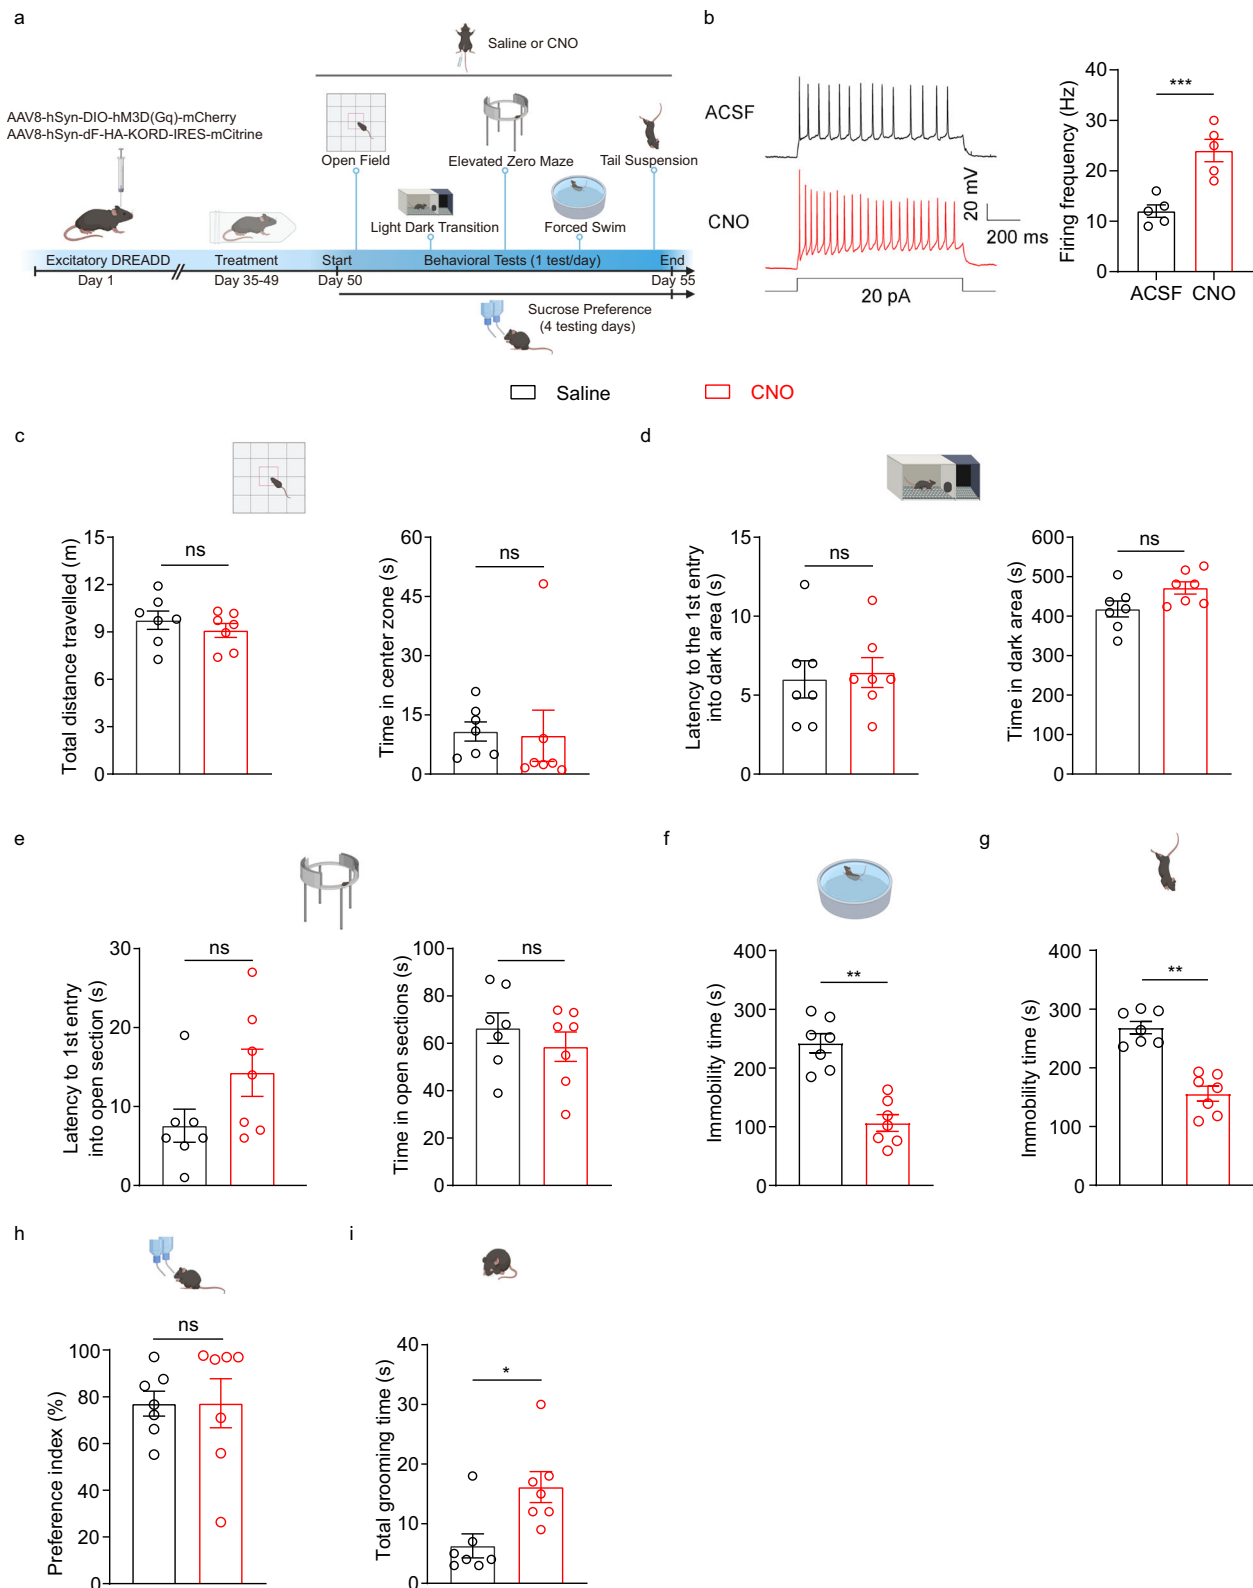 a
Saline or CNO
AAV8-hSyn-DIO-hM3D(Gq)-mCherry
AAV8-hSyn-dF-HA-KORD-IRES-mCitrine
Open Field
Elevated Zero Maze
Tail Suspension
Light Dark Transition
Forced Swim
Excitatory DREADD
Treatment
Start
Behavioral Tests (1 test/day)
End
Day 1
Day 35-49
Day 50
Day 55
Sucrose Preference
(4 testing days)
b
ACSF
CNO
20 mV
200 ms
20 pA
Firing frequency (Hz)
40
30
20
10
0
***
ACSF CNO
Saline
CNO
c
Total distance travelled (m)
15
12
9
6
3
0
ns
Time in center zone (s)
60
45
30
15
0
ns
d
Latency to the 1st entry
into dark area (s)
15
10
5
0
ns
Time in dark area (s)
600
500
400
300
200
100
0
ns
e
Latency to 1st entry
into open section (s)
30
20
10
0
ns
Time in open sections (s)
100
80
60
40
20
0
ns
f
Immobility time (s)
400
300
200
100
0
**
g
Immobility time (s)
400
300
200
100
0
**
h
Preference index (%)
100
80
60
40
20
0
ns
i
Total grooming time (s)
40
30
20
10
0
*